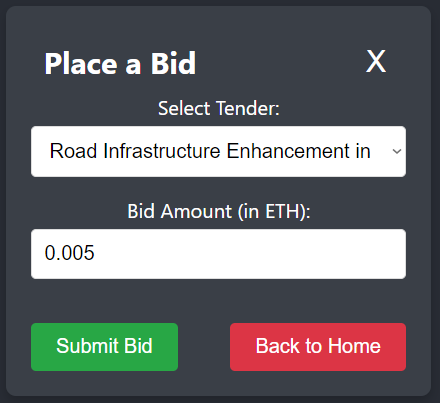 Place a Bid X
Select Tender:
Road Infrastructure Enhancement in
Bid Amount (in ETH):
0.005
Submit Bid Back to Home